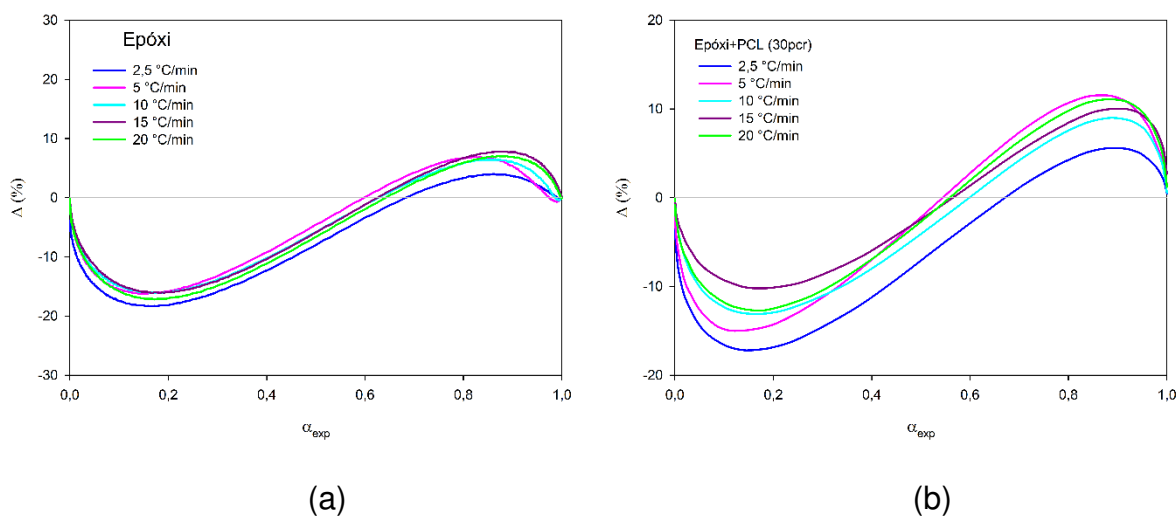 30
20
10
0
-10
-20
-30
Δ (%)
Epóxi
2,5 °C/min
5 °C/min
10 °C/min
15 °C/min
20 °C/min
0,0
0,2
0,4
0,6
0,8
1,0
αexp
(a)
20
10
0
-10
-20
Δ (%)
Epóxi+PCL (30pcr)
2,5 °C/min
5 °C/min
10 °C/min
15 °C/min
20 °C/min
0,0
0,2
0,4
0,6
0,8
1,0
αexp
(b)